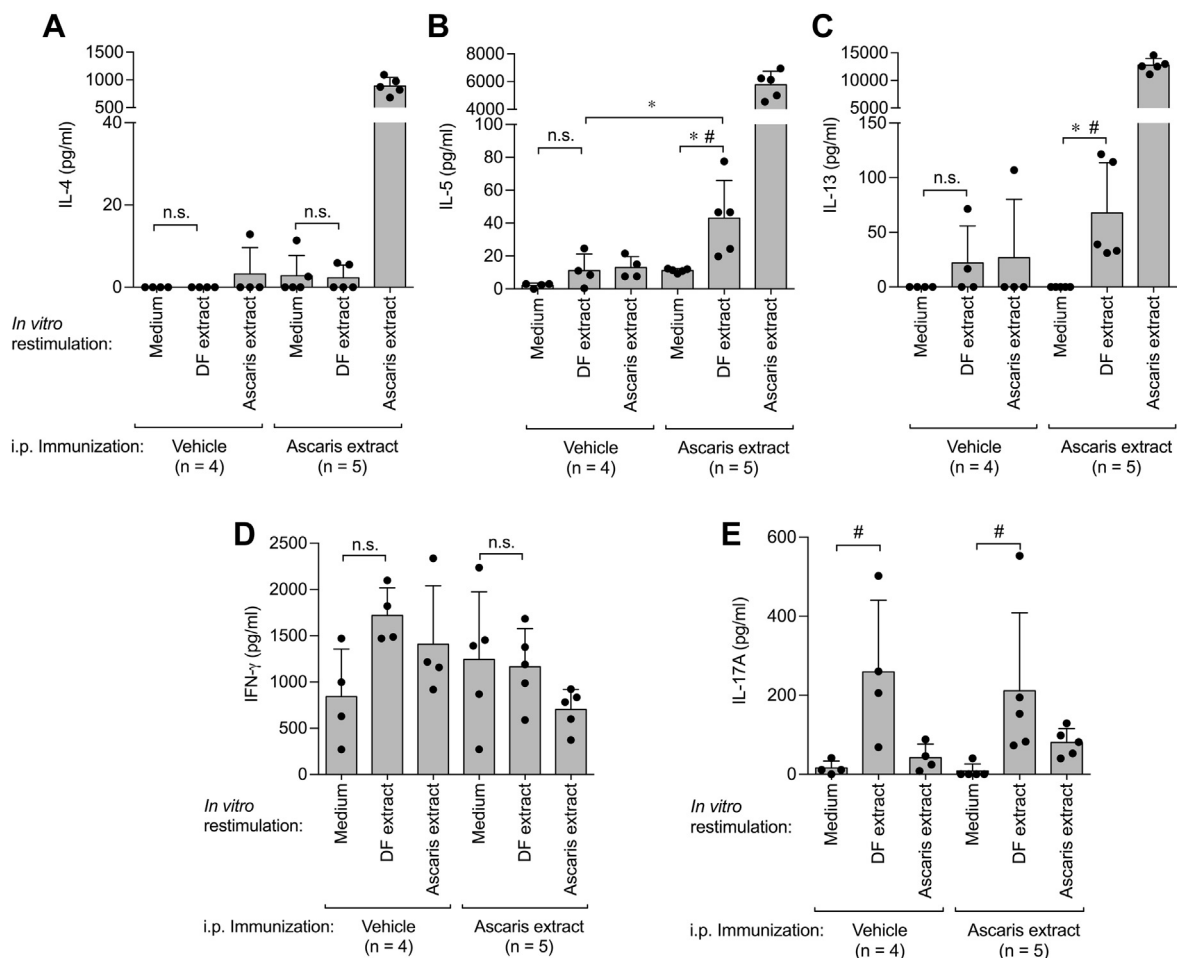 A
IL-4 (pg/ml)
1500
1000
500
40
20
0
n.s.
n.s.
In vitro
restimulation:
Medium
DF extract
Ascaris extract
Medium
DF extract
Ascaris extract
i.p. Immunization:
Vehicle
(n = 4)
Ascaris extract
(n = 5)
B
IL-5 (pg/ml)
8000
6000
4000
100
80
60
40
20
0
n.s.
*
* #
Medium
DF extract
Ascaris extract
Medium
DF extract
Ascaris extract
Vehicle
(n = 4)
Ascaris extract
(n = 5)
C
IL-13 (pg/ml)
15000
10000
150
100
50
0
n.s.
* #
Medium
DF extract
Ascaris extract
Medium
DF extract
Ascaris extract
Vehicle
(n = 4)
Ascaris extract
(n = 5)
D
IFN-γ (pg/ml)
2500
2000
1500
1000
500
0
n.s.
n.s.
In vitro
restimulation:
Medium
DF extract
Ascaris extract
Medium
DF extract
Ascaris extract
i.p. Immunization:
Vehicle
(n = 4)
Ascaris extract
(n = 5)
E
IL-17A (pg/ml)
600
400
200
0
#
#
In vitro
restimulation:
Medium
DF extract
Ascaris extract
Medium
DF extract
Ascaris extract
i.p. Immunization:
Vehicle
(n = 4)
Ascaris extract
(n = 5)